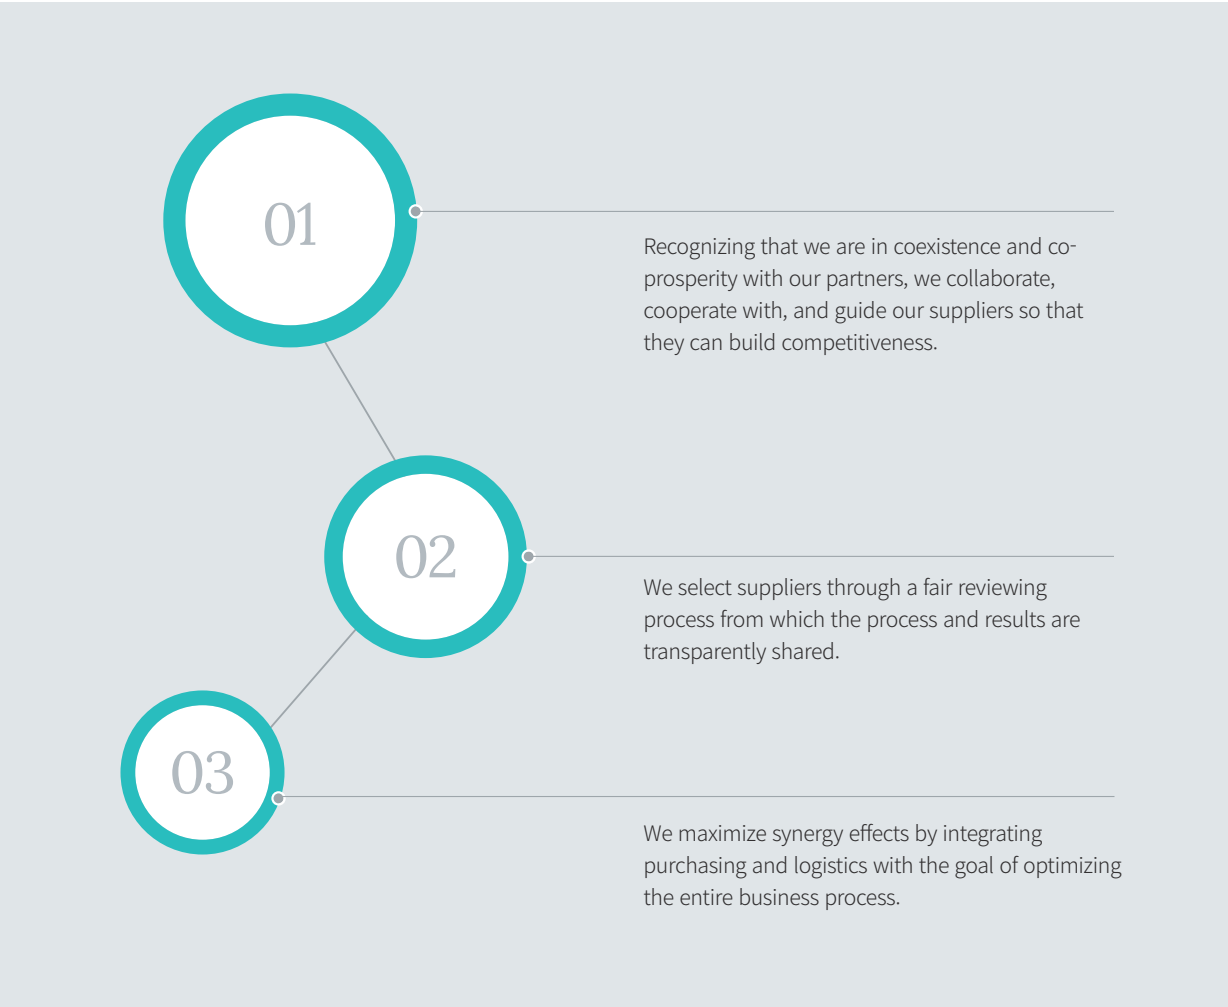 01
Recognizing that we are in coexistence and co-
prosperity with our partners, we collaborate,
cooperate with, and guide our suppliers so that
they can build competitiveness.
02
We select suppliers through a fair reviewing
process from which the process and results are
transparently shared.
03
We maximize synergy effects by integrating
purchasing and logistics with the goal of optimizing
the entire business process.